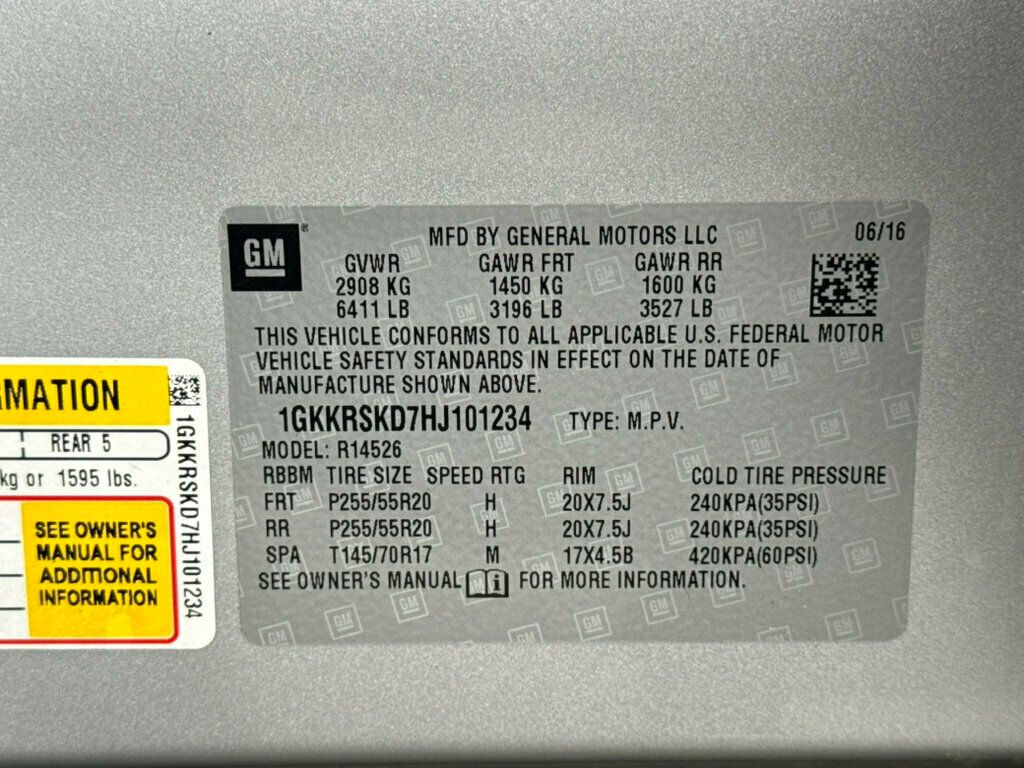 GM
MFD BY GENERAL MOTORS LLC 06/16
GVWR GAWR FRT GAWR RR
2908 KG 1450 KG 1600 KG
6411 LB 3196 LB 3527 LB
THIS VEHICLE CONFORMS TO ALL APPLICABLE U.S. FEDERAL MOTOR
VEHICLE SAFETY STANDARDS IN EFFECT ON THE DATE OF
MANUFACTURE SHOWN ABOVE.
1GKKRSKD7HJ101234 TYPE: M.P.V.
MODEL: R14526
RBBM TIRE SIZE SPEED RTG RIM COLD TIRE PRESSURE
FRT P255/55R20 H 20X7.5J 240KPA(35PSI)
RR P255/55R20 H 20X7.5J 240KPA(35PSI)
SPA T145/70R17 M 17X4.5B 420KPA(60PSI)
SEE OWNER'S MANUAL i FOR MORE INFORMATION.
RMATION
REAR 5
kg or 1595 lbs.
SEE OWNER'S
MANUAL FOR
ADDITIONAL
INFORMATION
1GKKRSKD7HJ101234